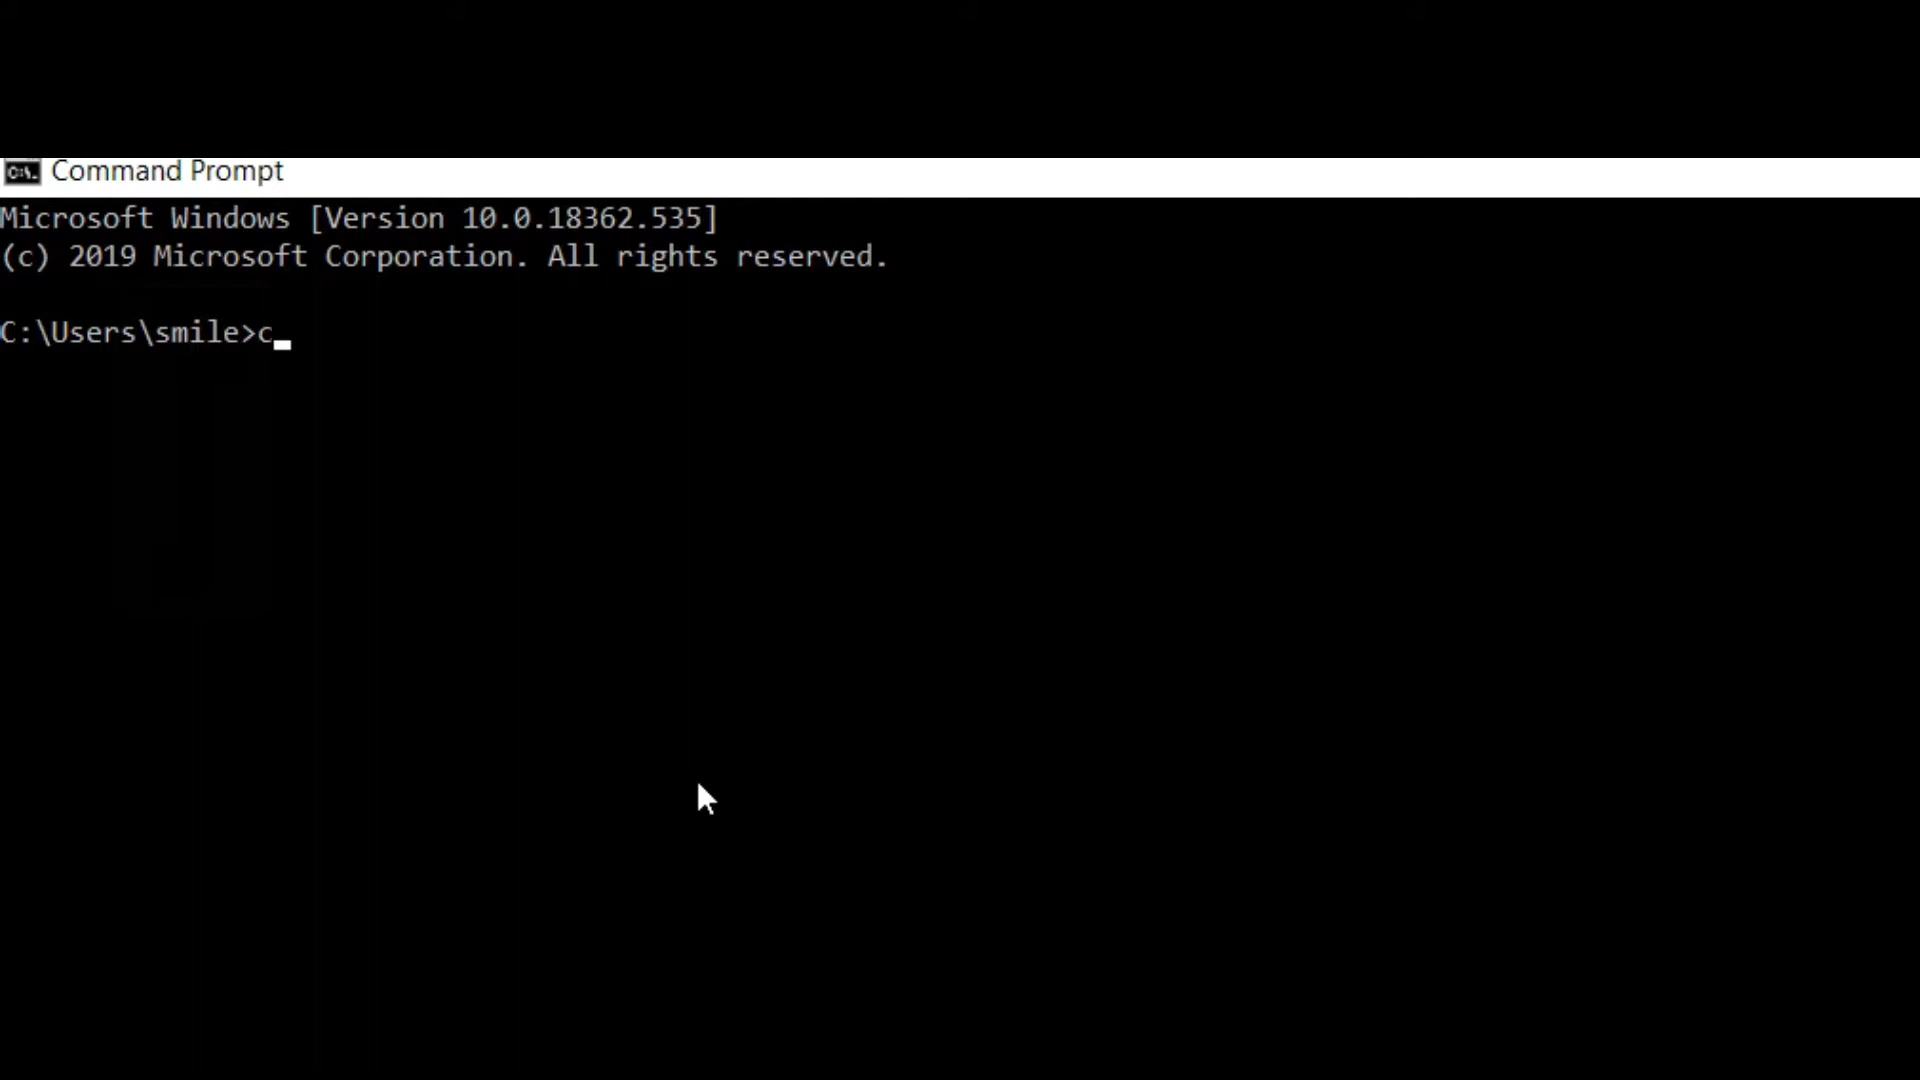 Command Prompt
Microsoft Windows [Version 10.0.18362.535]
(c) 2019 Microsoft Corporation. All rights reserved.
C:\Users\smile>c